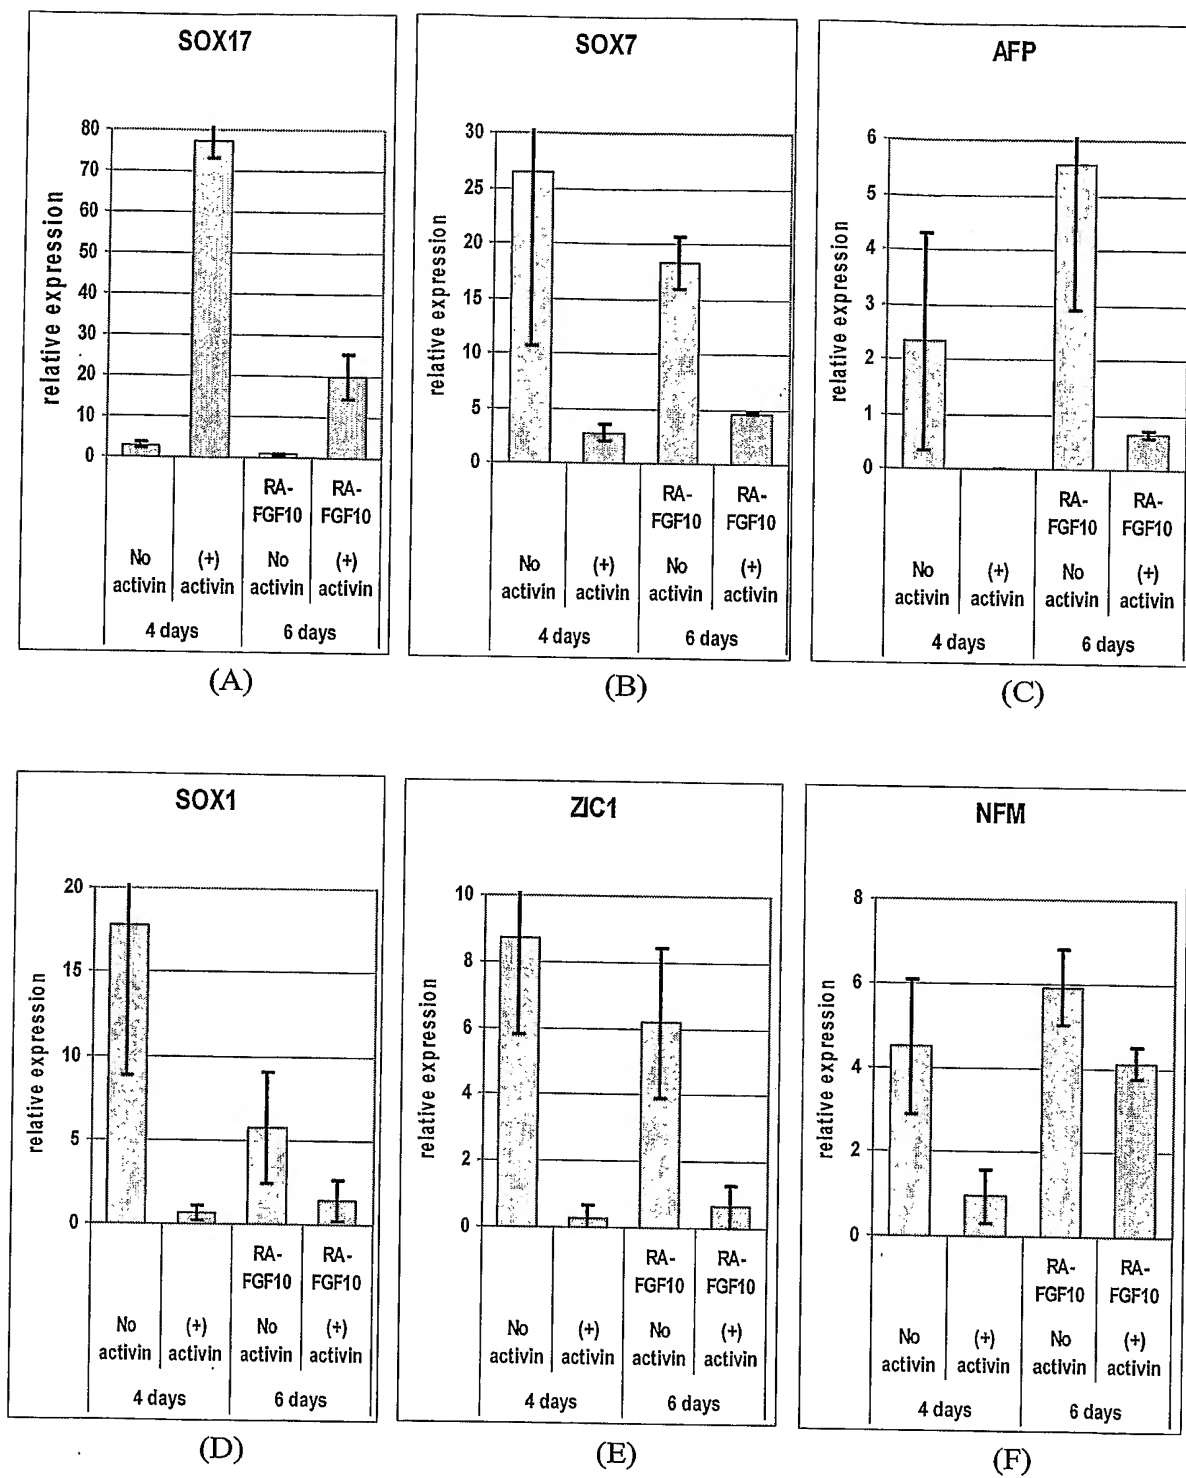 SOX17
relative expression
80
70
60
50
40
30
20
10
0
RA-
FGF10
RA-
FGF10
No
activin
(+)
activin
No
activin
(+)
activin
4 days
6 days
(A)
SOX7
relative expression
30
25
20
15
10
5
0
RA-
FGF10
RA-
FGF10
No
activin
(+)
activin
No
activin
(+)
activin
4 days
6 days
(B)
AFP
relative expression
6
5
4
3
2
1
0
RA-
FGF10
RA-
FGF10
No
activin
(+)
activin
No
activin
(+)
activin
4 days
6 days
(C)
SOX1
relative expression
20
15
10
5
0
RA-
FGF10
RA-
FGF10
No
activin
(+)
activin
No
activin
(+)
activin
4 days
6 days
(D)
ZIC1
relative expression
10
8
6
4
2
0
RA-
FGF10
RA-
FGF10
No
activin
(+)
activin
No
activin
(+)
activin
4 days
6 days
(E)
NFM
relative expression
8
6
4
2
0
RA-
FGF10
RA-
FGF10
No
activin
(+)
activin
No
activin
(+)
activin
4 days
6 days
(F)